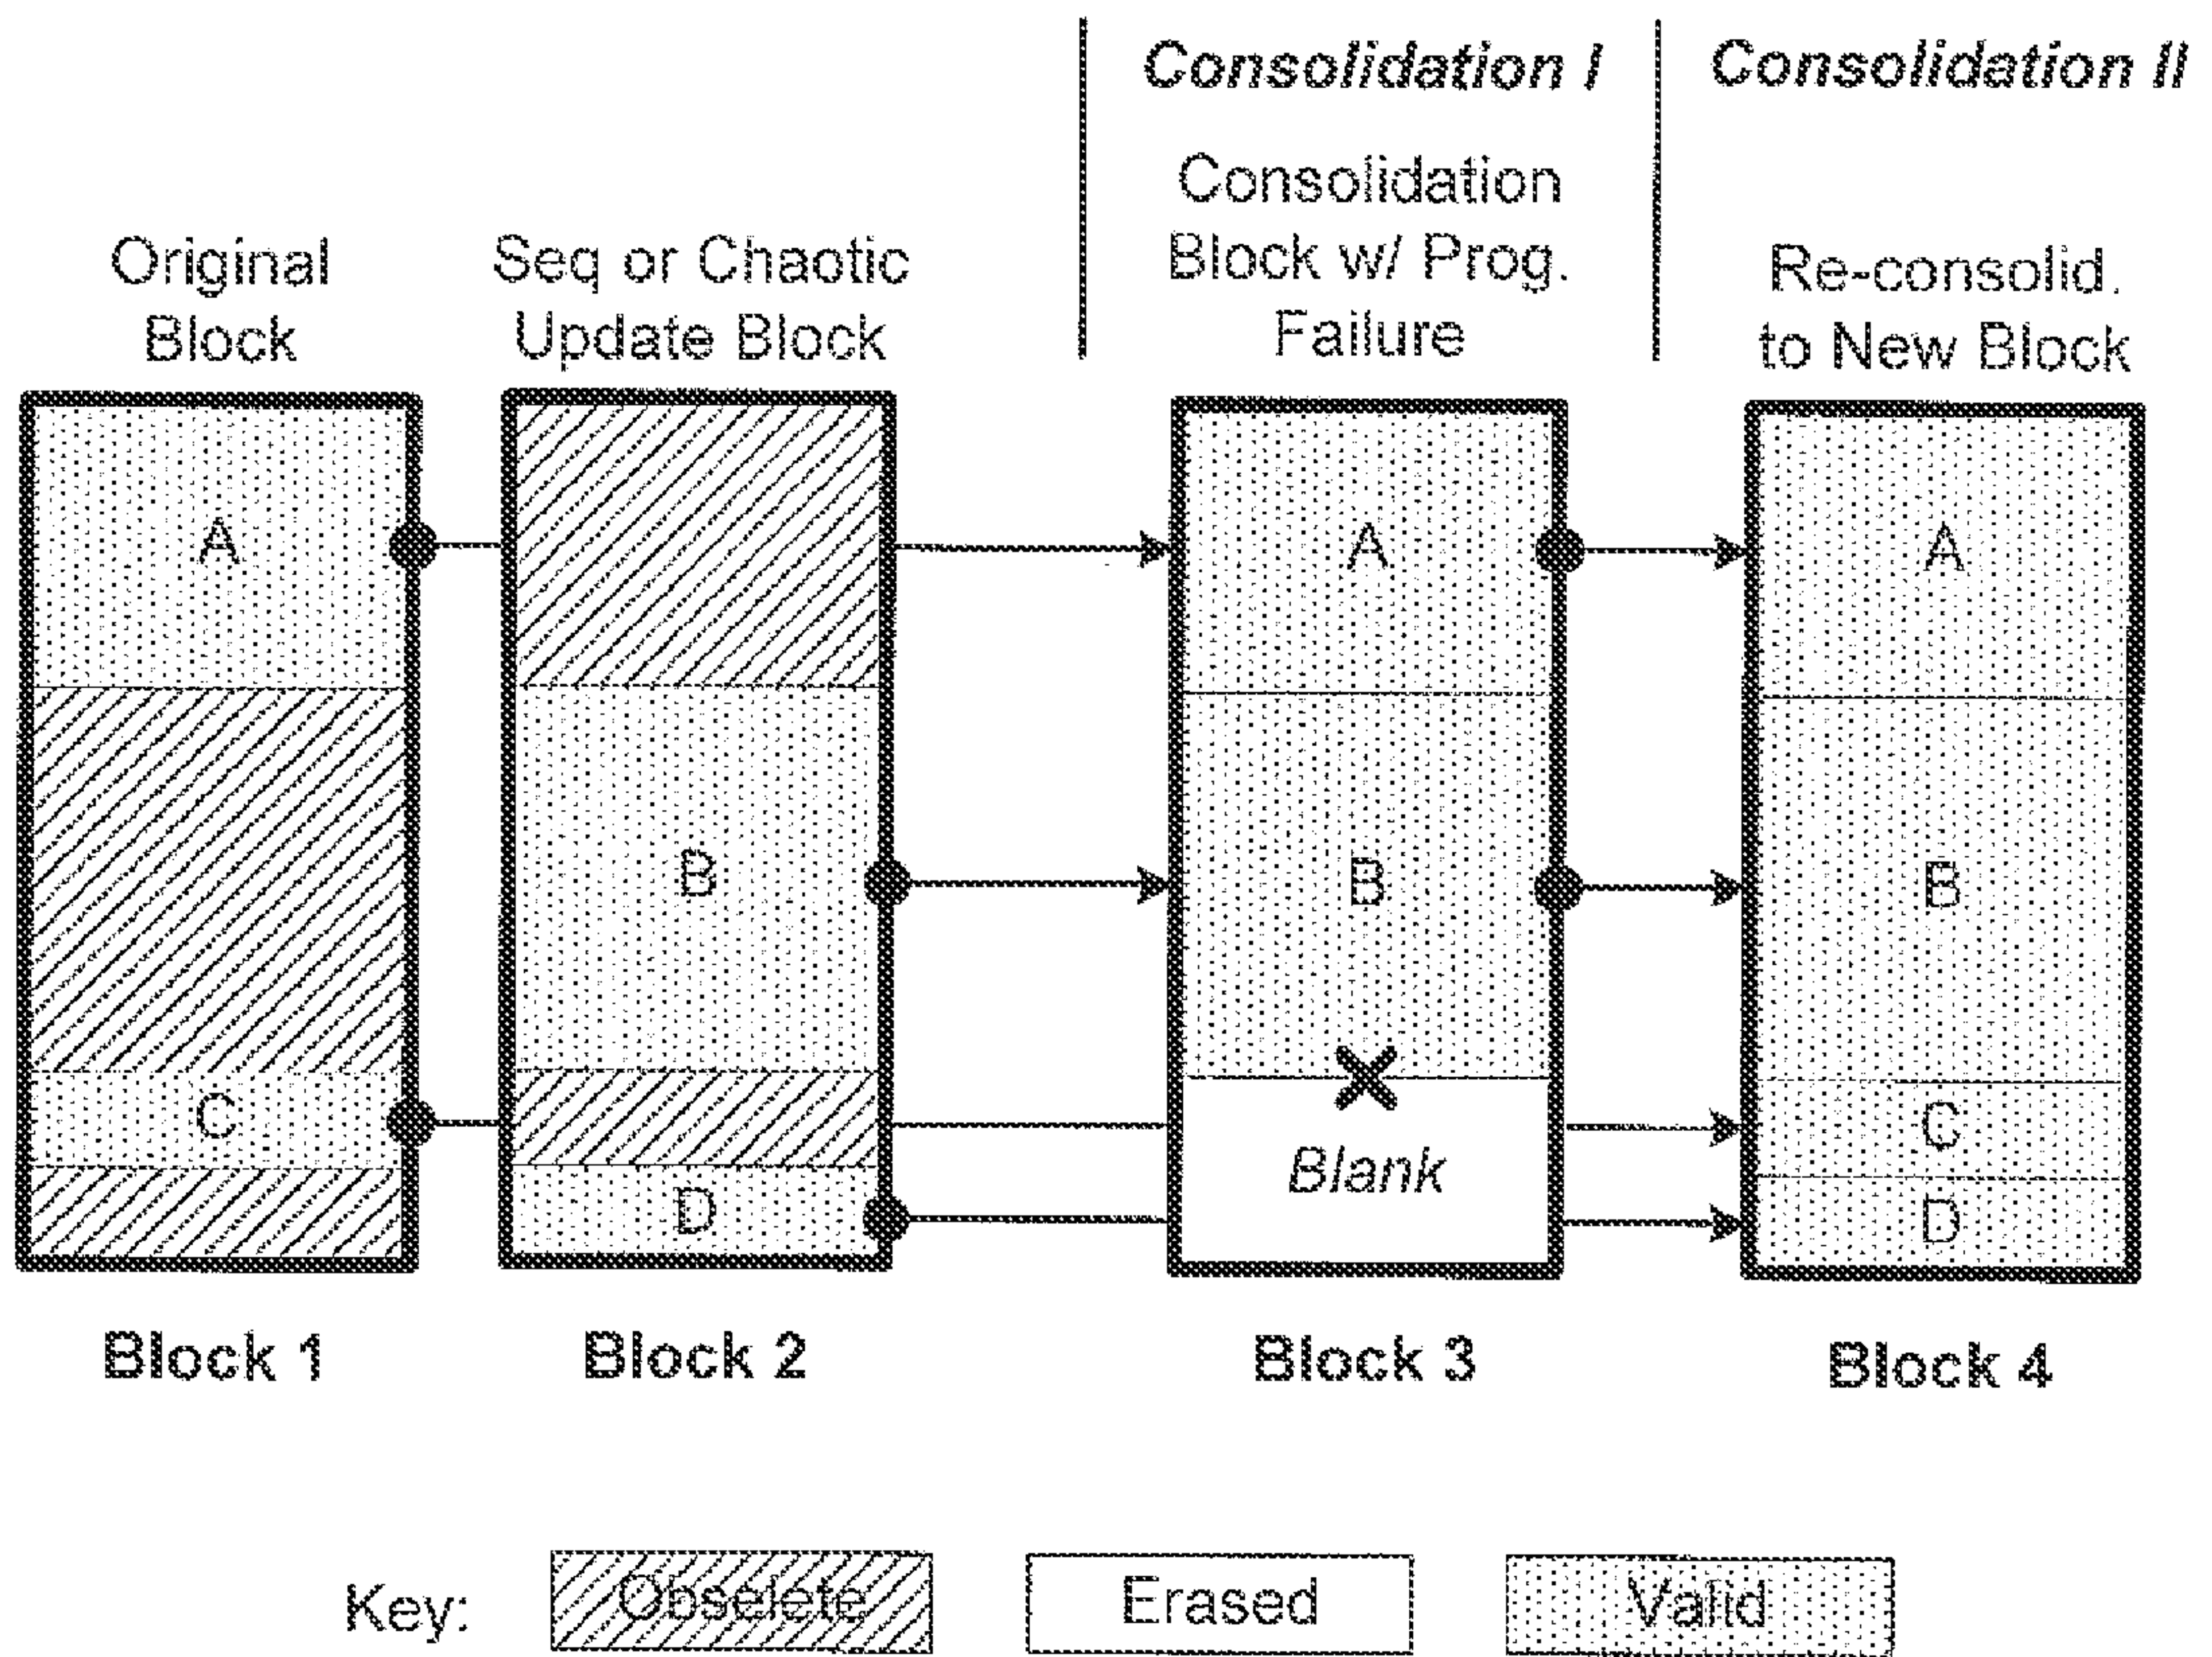 Consolidation I
Consolidation II
Consolidation
Block w/ Prog.
Failure
Original
Block
Seq or Chaotic
Update Block
Re-consolid.
to New Block
A
A
A
B
B
B
C
C
Blank
D
D
Block 1
Block 2
Block 3
Block 4
Key:
Obselete
Erased
Valid